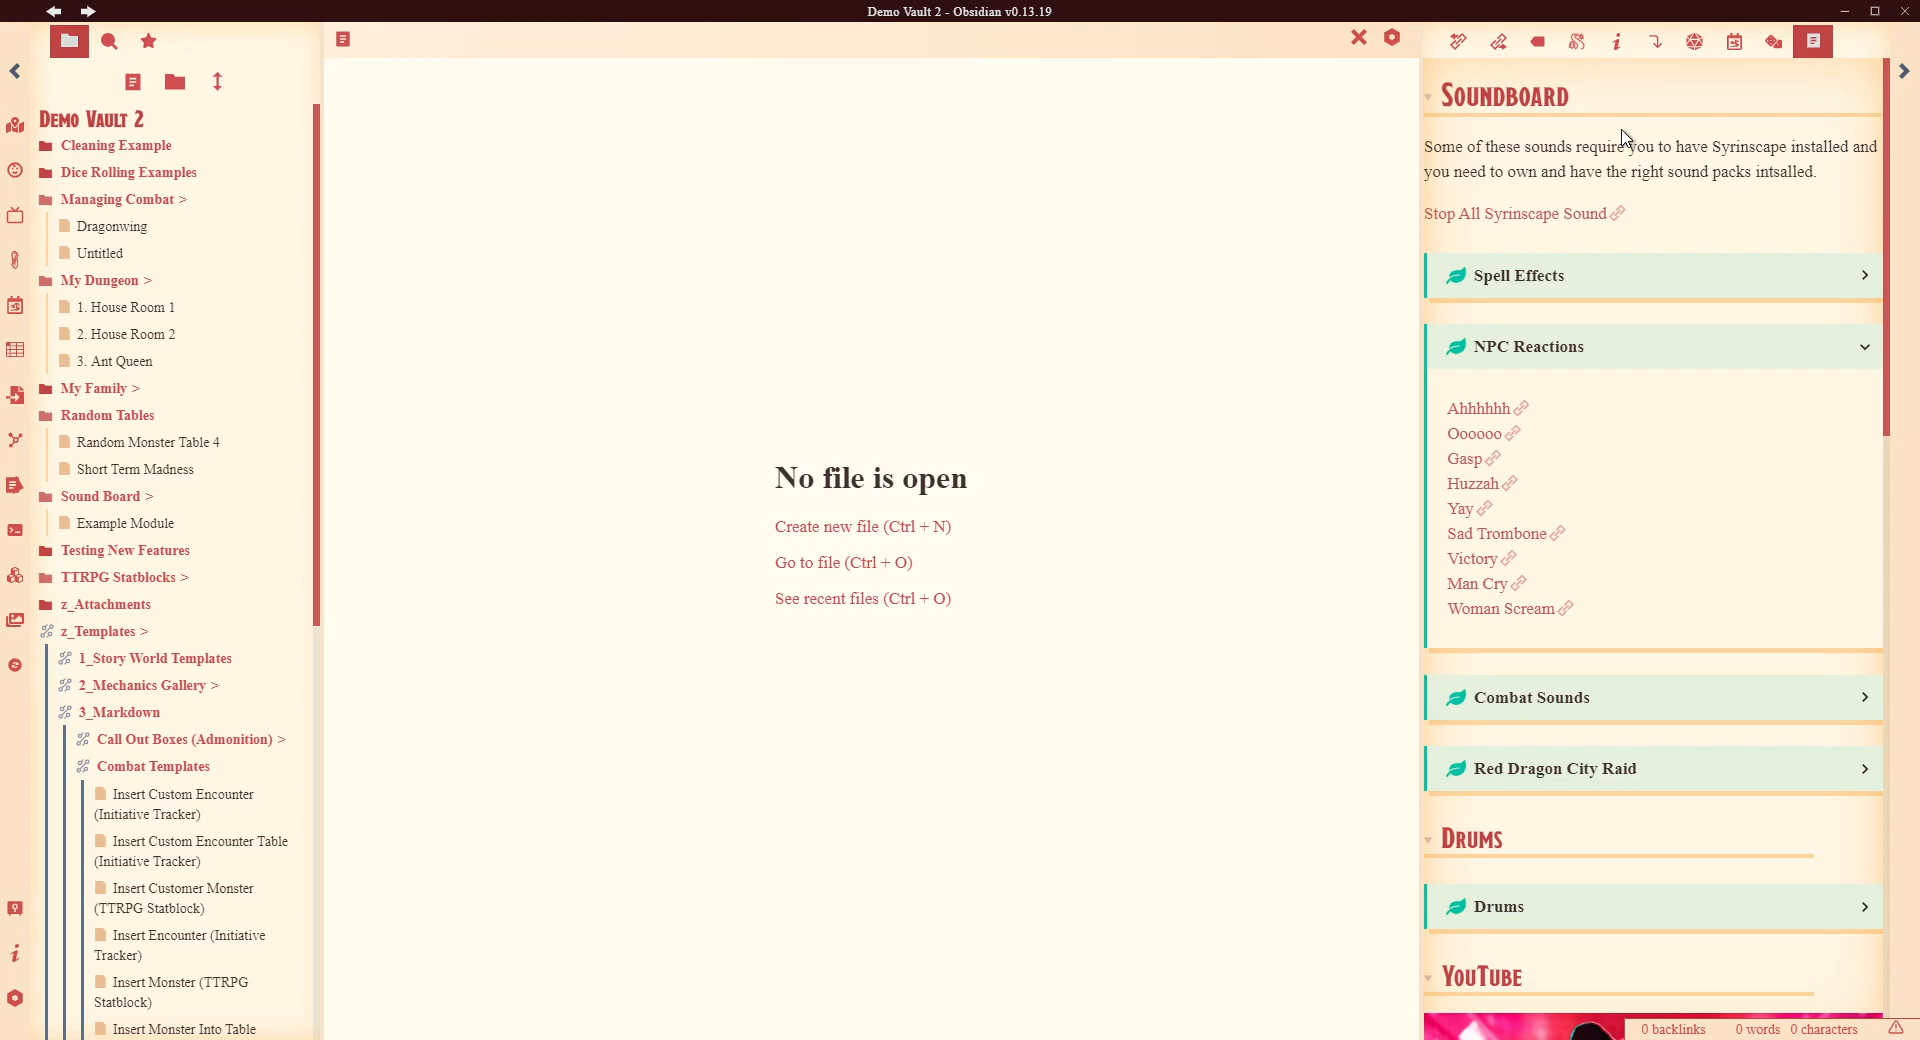 Demo Vault 2 - Obsidian v0.13.19
Demo Vault 2
Cleaning Example
Dice Rolling Examples
Managing Combat >
Dragonwing
Untitled
My Dungeon >
1. House Room 1
2. House Room 2
3. Ant Queen
My Family >
Random Tables
Random Monster Table 4
Short Term Madness
Sound Board >
Example Module
Testing New Features
TTRPG Statblocks >
z_Attachments
z_Templates >
1_Story World Templates
2_Mechanics Gallery >
3_Markdown
Call Out Boxes (Admonition) >
Combat Templates
Insert Custom Encounter
(Initiative Tracker)
Insert Custom Encounter Table
(Initiative Tracker)
Insert Customer Monster
(TTRPG Statblock)
Insert Encounter (Initiative
Tracker)
Insert Monster (TTRPG
Statblock)
Insert Monster Into Table
No file is open
Create new file (Ctrl + N)
Go to file (Ctrl + O)
See recent files (Ctrl + O)
Soundboard
Some of these sounds require you to have Syrinscape installed and
you need to own and have the right sound packs intsalled.
Stop All Syrinscape Sound
Spell Effects
NPC Reactions
Ahhhhhh
Oooooo
Gasp
Huzzah
Yay
Sad Trombone
Victory
Man Cry
Woman Scream
Combat Sounds
Red Dragon City Raid
Drums
Drums
YouTube
0 backlinks 0 words 0 characters